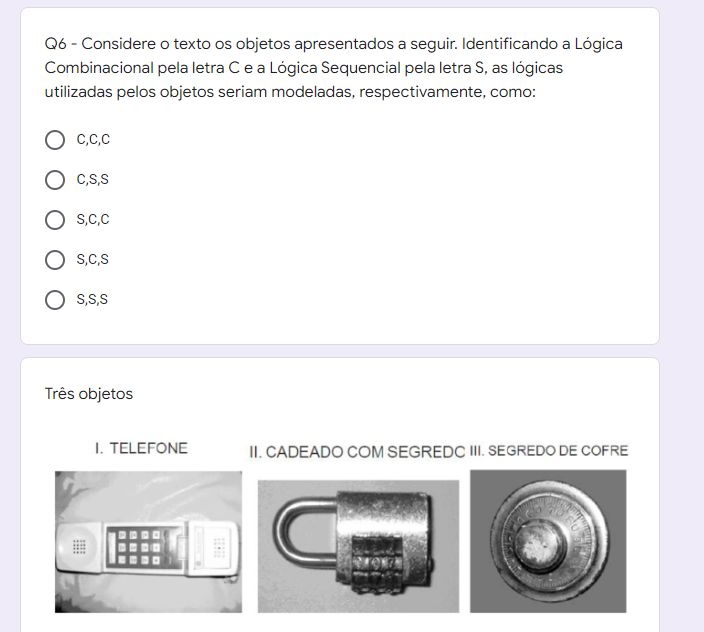 Q6 - Considere o texto os objetos apresentados a seguir. Identificando a Lógica
Combinacional pela letra C e a Lógica Sequencial pela letra S, as lógicas
utilizadas pelos objetos seriam modeladas, respectivamente, como:
C,C,C
C,S,S
S,C,C
S,C,S
S,S,S
Três objetos
I. TELEFONE
II. CADEADO COM SEGREDO III. SEGREDO DE COFRE